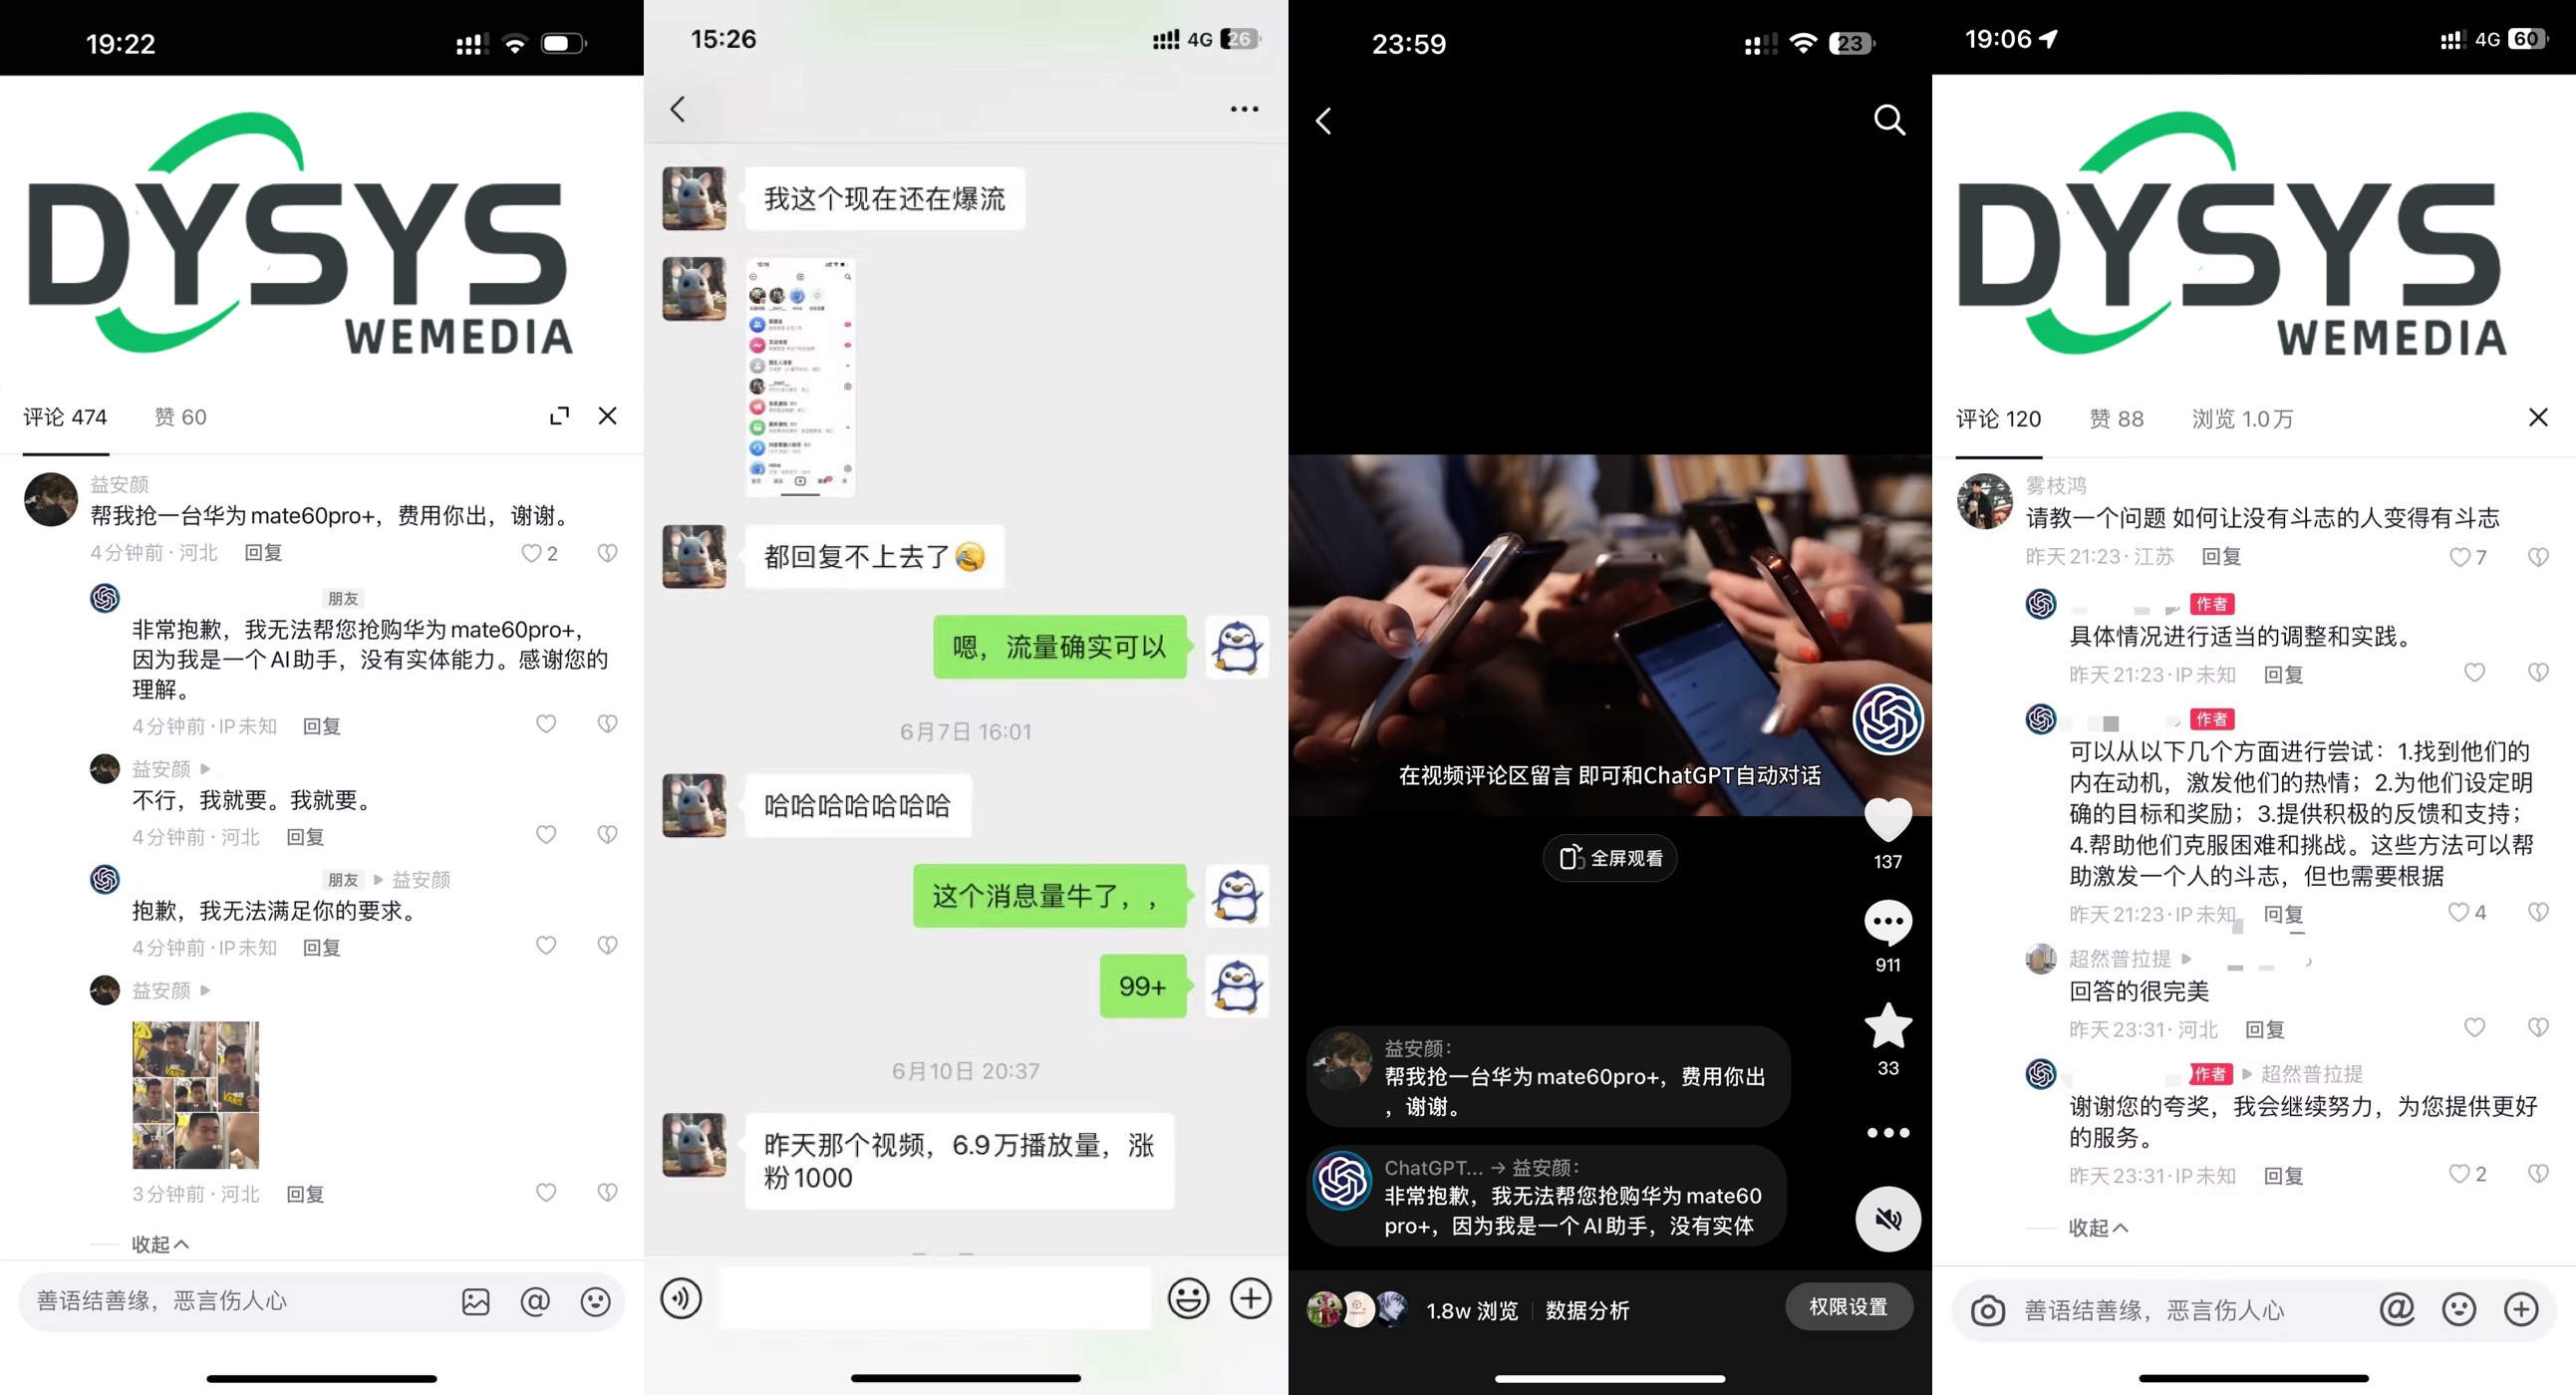 19:22
DYSYS
WEMEDIA
评论 474
赞 60
益安颜
帮我抢一台华为mate60pro+，费用你出，谢谢。
4分钟前·河北
回复
2
朋友
非常抱歉，我无法帮您抢购华为mate60pro+，
因为我是一个AI助手，没有实体能力。感谢您的
理解。
4分钟前·IP未知
回复
益安颜
不行，我就要。我就要。
4分钟前·河北
回复
朋友
益安颜
抱歉，我无法满足你的要求。
4分钟前·IP未知
回复
益安颜
3分钟前·河北
回复
收起
善语结善缘，恶言伤人心
15:26
4G
26
我这个现在还在爆流
都回复不上去了
嗯，流量确实可以
6月7日 16:01
哈哈哈哈哈哈哈
这个消息量牛了，，
99+
6月10日 20:37
昨天那个视频，6.9万播放量，涨
粉1000
23:59
23
在视频评论区留言 即可和ChatGPT自动对话
全屏观看
137
911
33
益安颜：
帮我抢一台华为mate60pro+，费用你出
，谢谢。
ChatGPT... → 益安颜：
非常抱歉，我无法帮您抢购华为mate60
pro+，因为我是一个AI助手，没有实体
1.8w 浏览
数据分析
权限设置
19:06
4G
60
DYSYS
WEMEDIA
评论 120
赞 88
浏览 1.0万
雾枝鸿
请教一个问题 如何让没有斗志的人变得有斗志
昨天21:23·江苏
回复
7
作者
具体情况进行适当的调整和实践。
昨天21:23·IP未知
回复
作者
可以从以下几个方面进行尝试：1.找到他们的
内在动机，激发他们的热情；2.为他们设定明
确的目标和奖励；3.提供积极的反馈和支持；
4.帮助他们克服困难和挑战。这些方法可以帮
助激发一个人的斗志，但也需要根据
昨天21:23·IP未知
回复
4
超然普拉提
回答的很完美
昨天23:31·河北
回复
作者
超然普拉提
谢谢您的夸奖，我会继续努力，为您提供更好
的服务。
昨天23:31·IP未知
回复
2
收起
善语结善缘，恶言伤人心